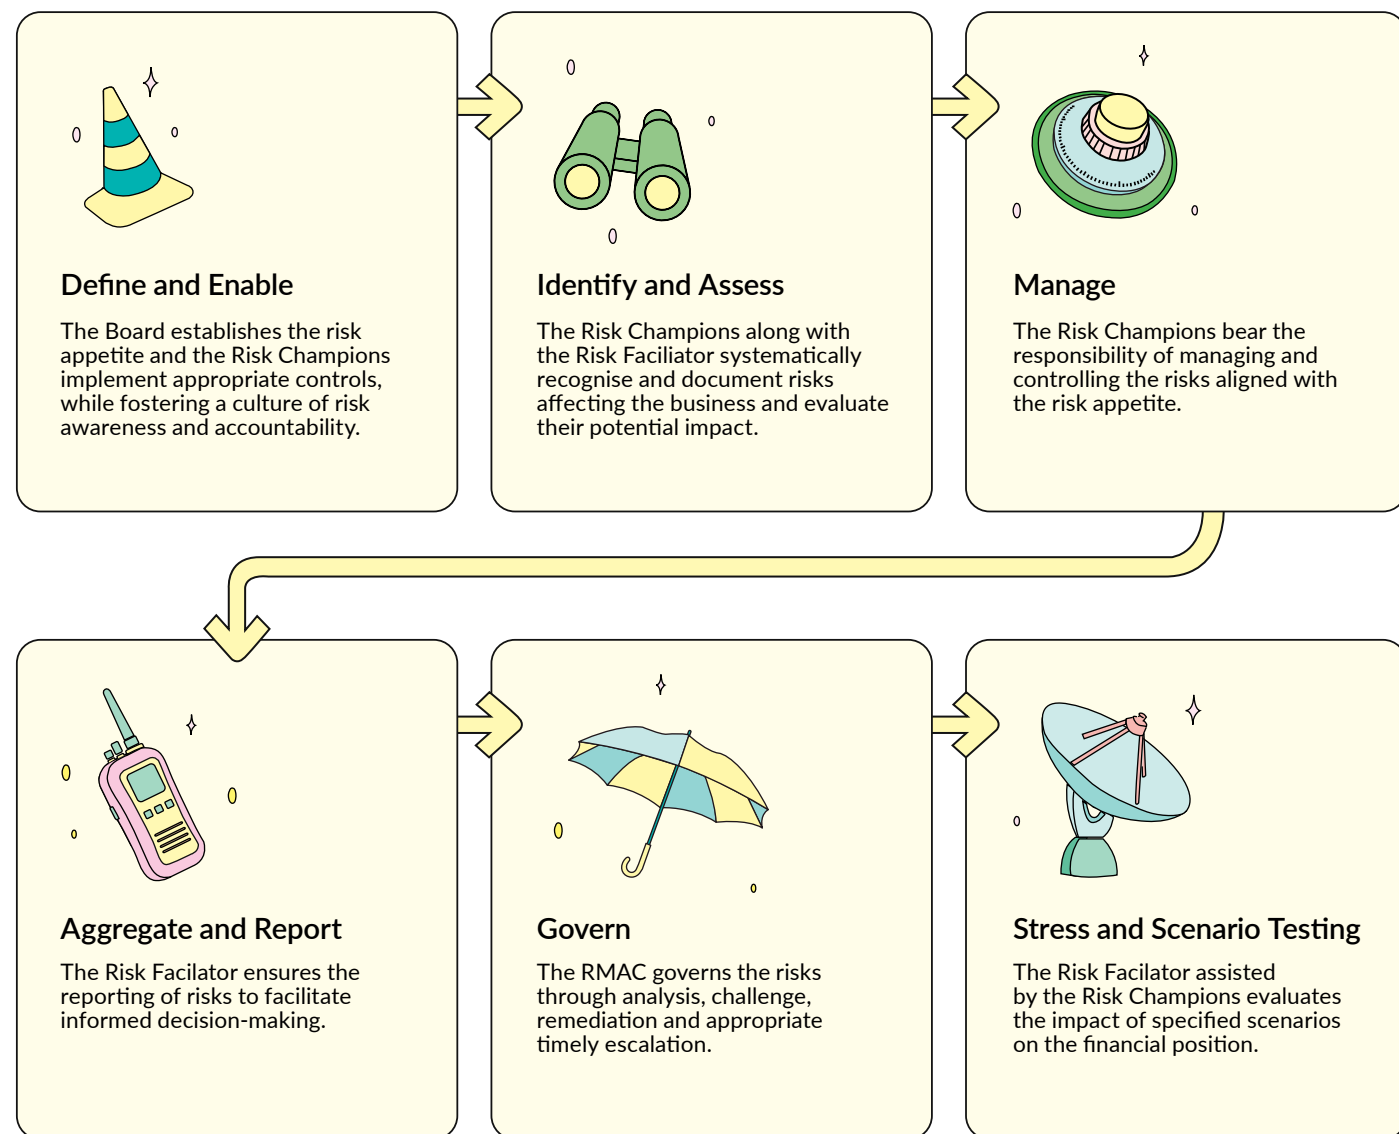 Define and Enable
The Board establishes the risk
appetite and the Risk Champions
implement appropriate controls,
while fostering a culture of risk
awareness and accountability.
Identify and Assess
The Risk Champions along with
the Risk Faciliator systematically
recognise and document risks
affecting the business and evaluate
their potential impact.
Manage
The Risk Champions bear the
responsibility of managing and
controlling the risks aligned with
the risk appetite.
Aggregate and Report
The Risk Facilator ensures the
reporting of risks to facilitate
informed decision-making.
Govern
The RMAC governs the risks
through analysis, challenge,
remediation and appropriate
timely escalation.
Stress and Scenario Testing
The Risk Facilator assisted
by the Risk Champions evaluates
the impact of specified scenarios
on the financial position.